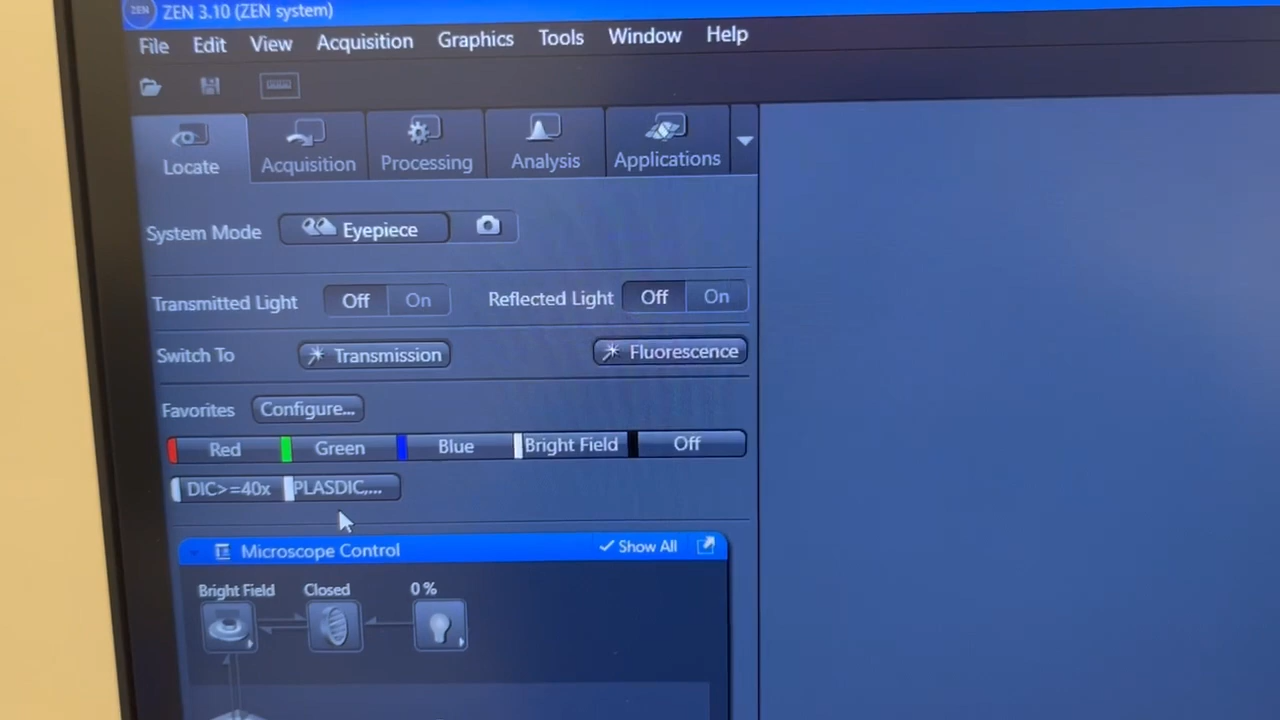 ZEN ZEN 3.10 (ZEN system)
File Edit View Acquisition Graphics Tools Window Help
Locate Acquisition Processing Analysis Applications
System Mode Eyepiece
Transmitted Light Off On Reflected Light Off On
Switch To Transmission Fluorescence
Favorites Configure...
Red Green Blue Bright Field Off
DIC>=40x PLASDIC,...
Microscope Control Show All
Bright Field Closed 0 %